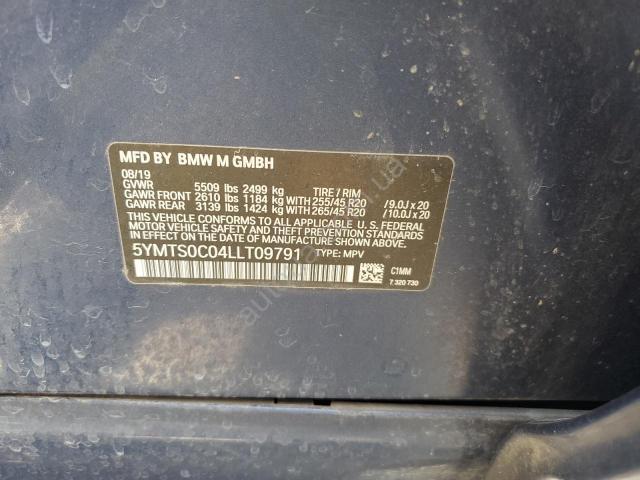 MFD BY BMW M GMBH
08/19
GVWR 5509 lbs 2499 kg TIRE / RIM
GAWR FRONT 2610 lbs 1184 kg WITH 255/45 R20 /9.0J x 20
GAWR REAR 3139 lbs 1424 kg WITH 265/45 R20 /10.0J x 20
THIS VEHICLE CONFORMS TO ALL APPLICABLE U. S. FEDERAL
MOTOR VEHICLE SAFETY, BUMPER, AND THEFT PREVENTION
STANDARDS IN EFFECT ON THE DATE OF MANUFACTURE SHOWN ABOVE.
5YMTS0C04LLT09791 TYPE: MPV
C1MM
7 320 730